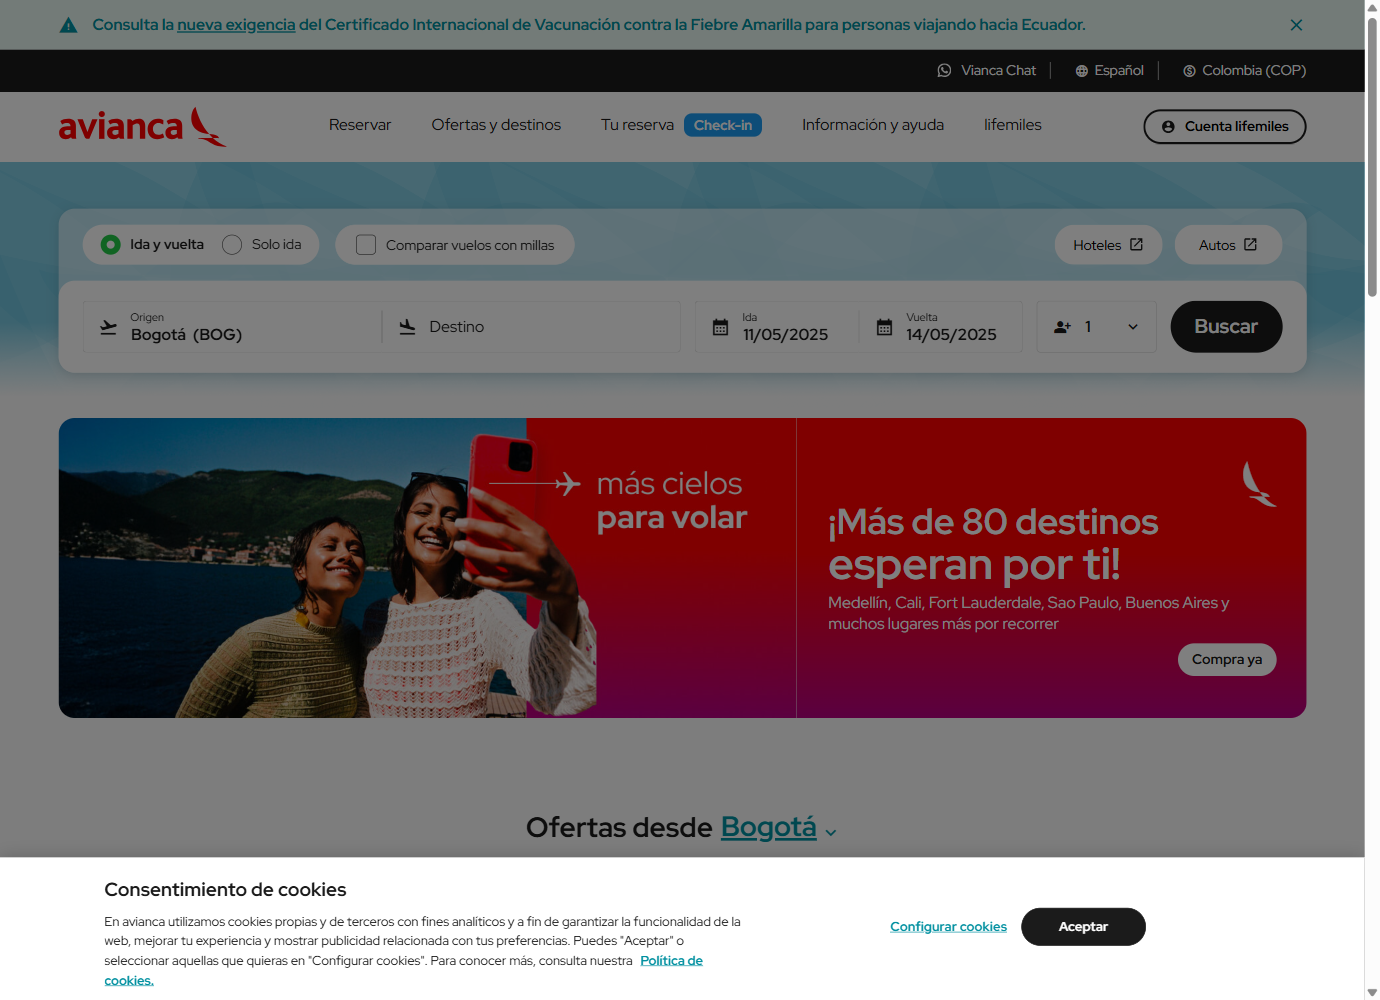 Consulta la nueva exigencia del Certificado Internacional de Vacunación contra la Fiebre Amarilla para personas viajando hacia Ecuador.
Vianca Chat
Español
Colombia (COP)
avianca
Reservar
Ofertas y destinos
Tu reserva
Check-in
Información y ayuda
lifemiles
Cuenta lifemiles
Ida y vuelta
Solo ida
Comparar vuelos con millas
Hoteles
Autos
Origen
Bogotá (BOG)
Destino
Ida
11/05/2025
Vuelta
14/05/2025
1
Buscar
más cielos
para volar
¡Más de 80 destinos
esperan por ti!
Medellín, Cali, Fort Lauderdale, Sao Paulo, Buenos Aires y
muchos lugares más por recorrer
Compra ya
Ofertas desde Bogotá
Consentimiento de cookies
En avianca utilizamos cookies propias y de terceros con fines analíticos y a fin de garantizar la funcionalidad de la
web, mejorar tu experiencia y mostrar publicidad relacionada con tus preferencias. Puedes "Aceptar" o
seleccionar aquellas que quieras en "Configurar cookies". Para conocer más, consulta nuestra Política de
cookies.
Configurar cookies
Aceptar